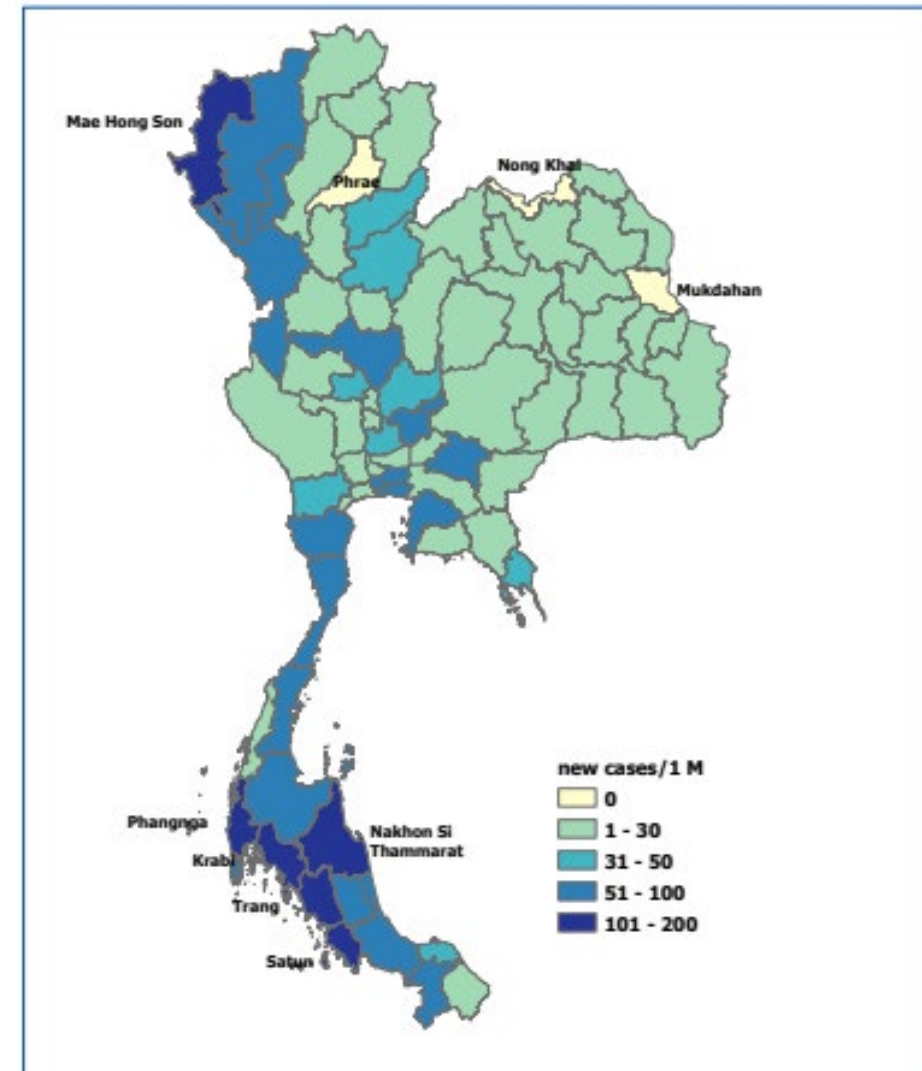 Mae Hong Son
Nong Khai
Phrae
Mukdahan
new cases/1 M
0
1 - 30
31 - 50
51 - 100
101 - 200
Phangnga
Nakhon Si
Thammarat
Krabi
Trang
Satun